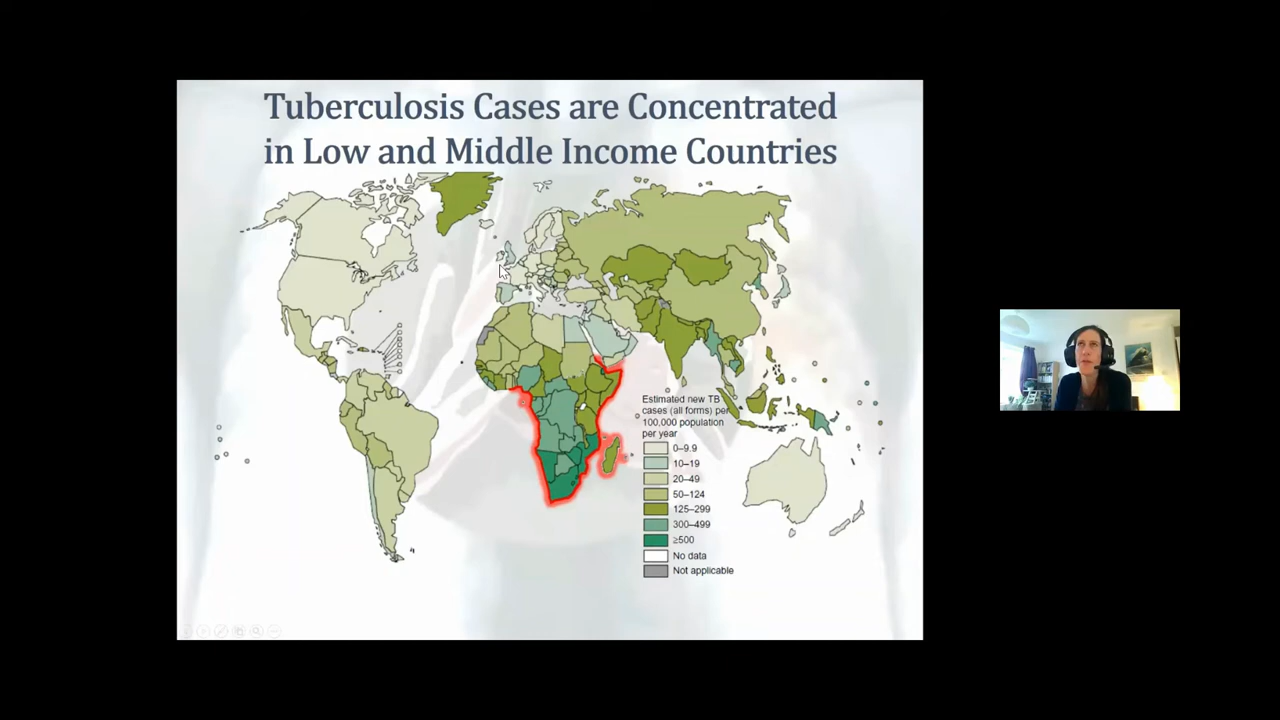 Tuberculosis Cases are Concentrated
in Low and Middle Income Countries
Estimated new TB
cases (all forms) per
100,000 population
per year
0–9.9
10–19
20–49
50–124
125–299
300–499
≥500
No data
Not applicable